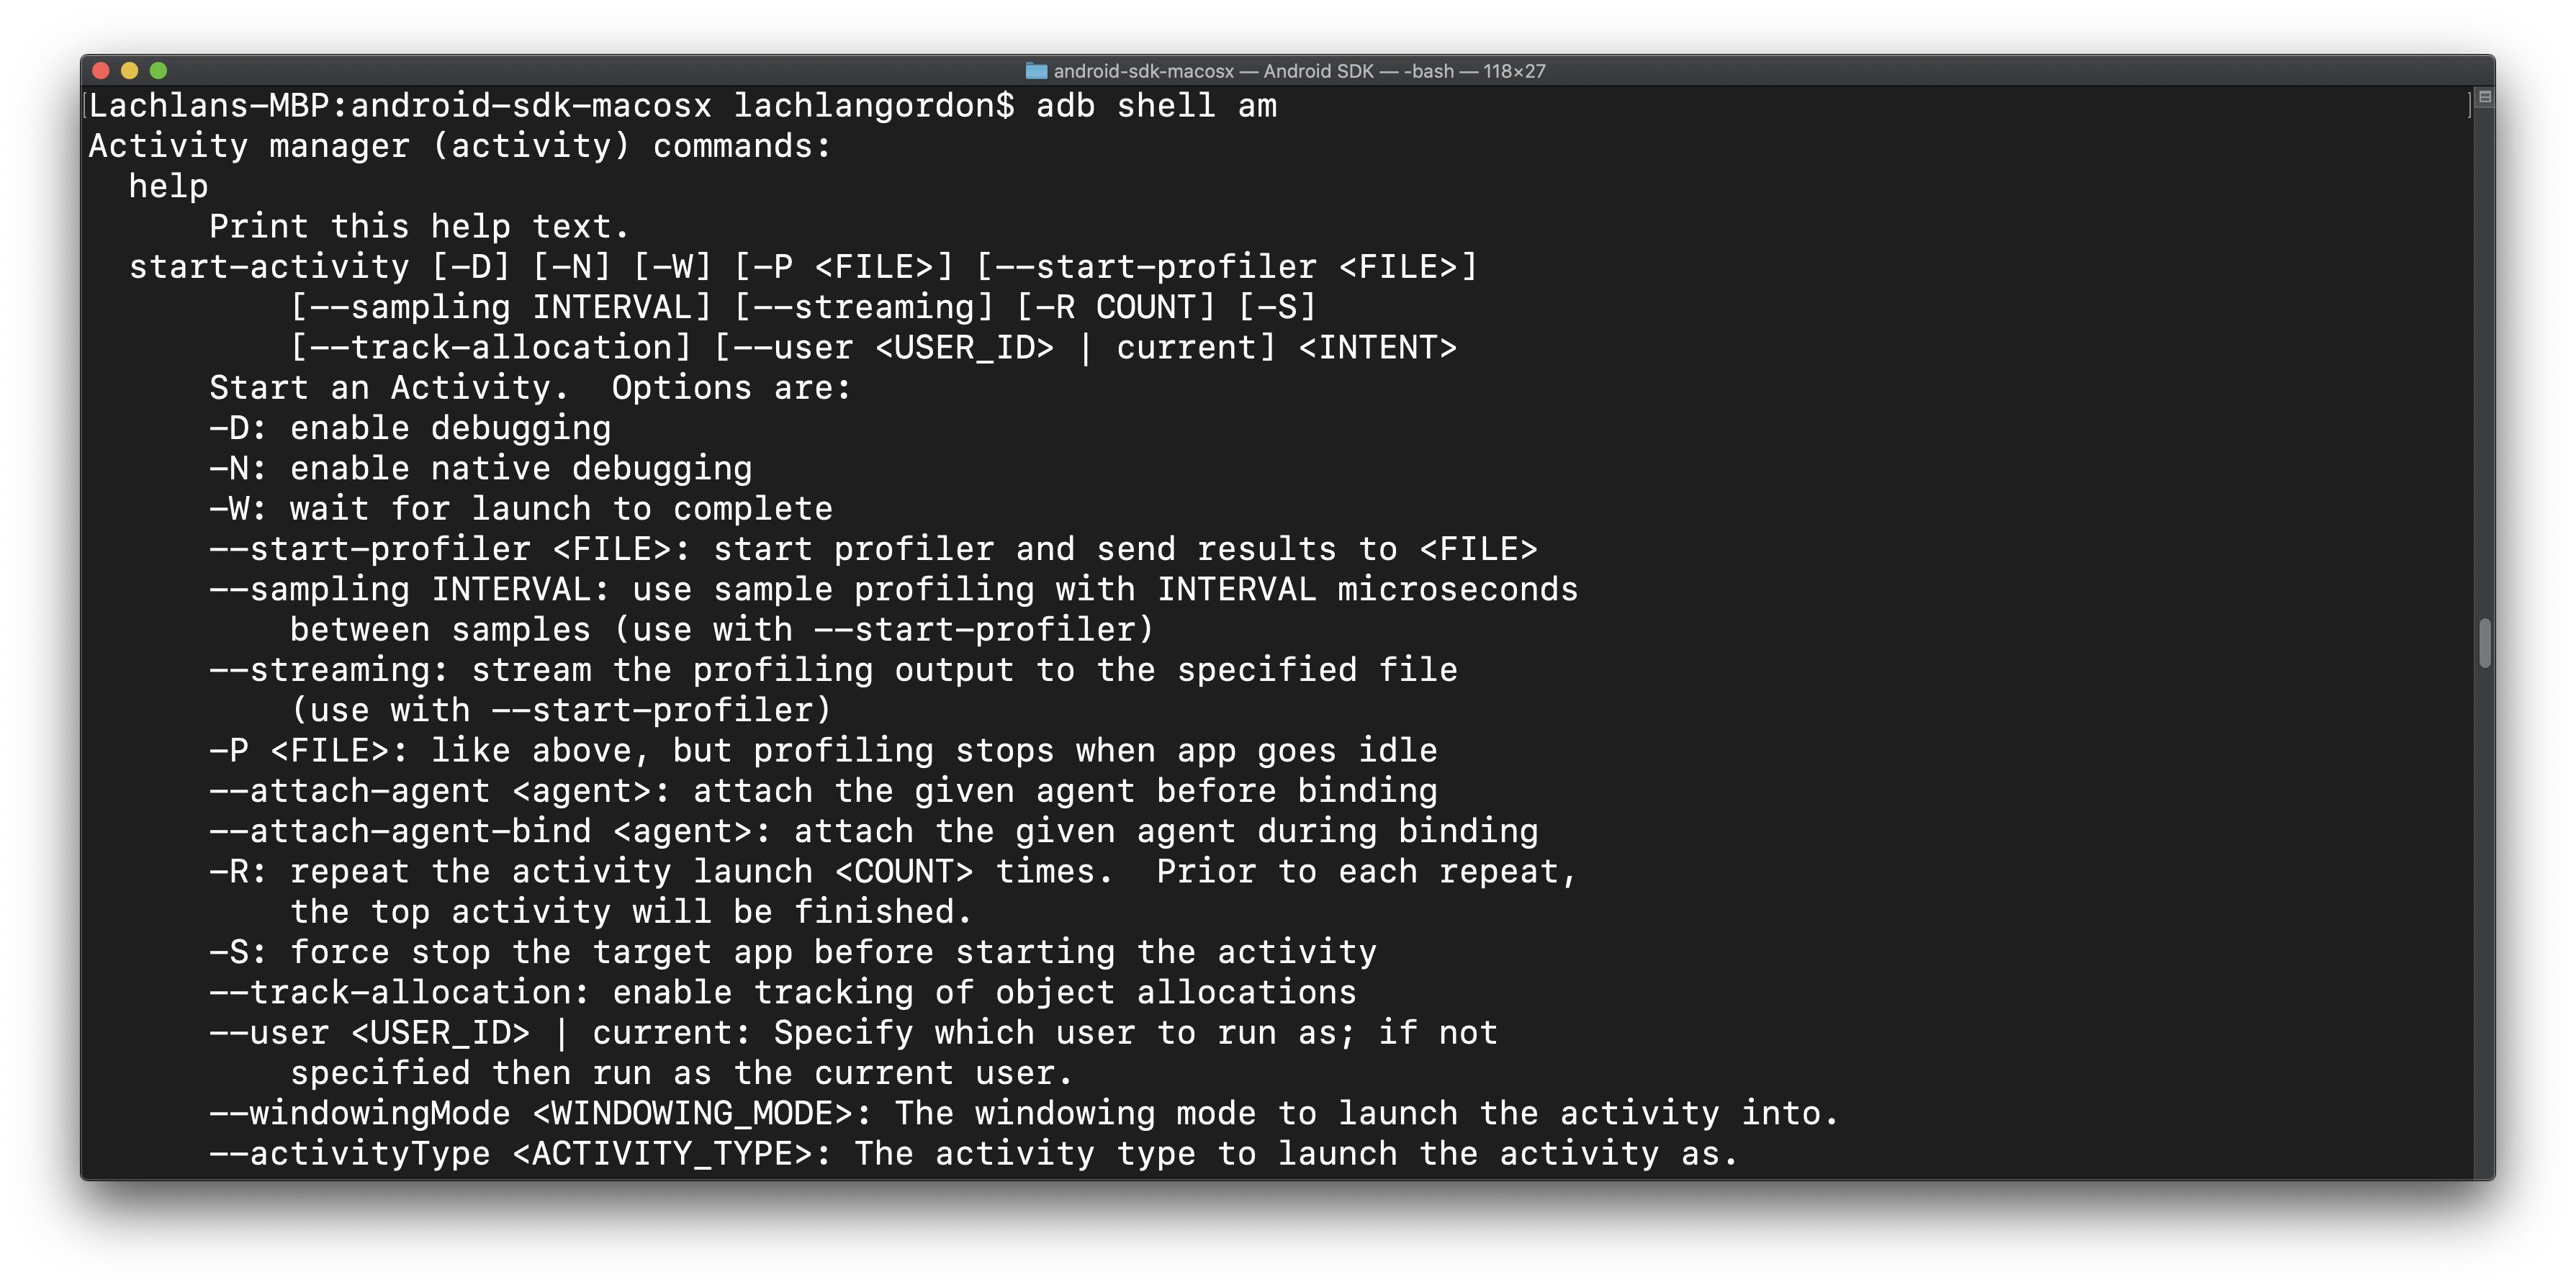 android-sdk-macosx — Android SDK — -bash — 118×27
[Lachlans-MBP:android-sdk-macosx lachlangordon$ adb shell am ]
Activity manager (activity) commands:
  help
      Print this help text.
  start-activity [-D] [-N] [-W] [-P <FILE>] [--start-profiler <FILE>]
          [--sampling INTERVAL] [--streaming] [-R COUNT] [-S]
          [--track-allocation] [--user <USER_ID> | current] <INTENT>
      Start an Activity.  Options are:
      -D: enable debugging
      -N: enable native debugging
      -W: wait for launch to complete
      --start-profiler <FILE>: start profiler and send results to <FILE>
      --sampling INTERVAL: use sample profiling with INTERVAL microseconds
          between samples (use with --start-profiler)
      --streaming: stream the profiling output to the specified file
          (use with --start-profiler)
      -P <FILE>: like above, but profiling stops when app goes idle
      --attach-agent <agent>: attach the given agent before binding
      --attach-agent-bind <agent>: attach the given agent during binding
      -R: repeat the activity launch <COUNT> times.  Prior to each repeat,
          the top activity will be finished.
      -S: force stop the target app before starting the activity
      --track-allocation: enable tracking of object allocations
      --user <USER_ID> | current: Specify which user to run as; if not
          specified then run as the current user.
      --windowingMode <WINDOWING_MODE>: The windowing mode to launch the activity into.
      --activityType <ACTIVITY_TYPE>: The activity type to launch the activity as.